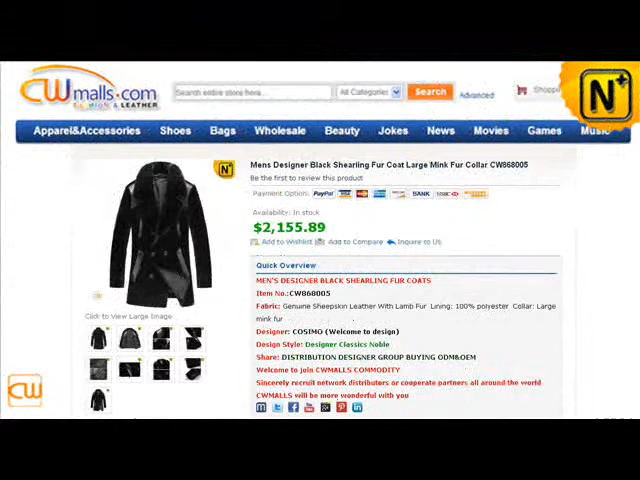 CWmalls.com
FASHION & LEATHER
Search entire store here...
All Categories
Search
Advanced
N+
Apparel&Accessories Shoes Bags Wholesale Beauty Jokes News Movies Games Music
N+
Mens Designer Black Shearling Fur Coat Large Mink Fur Collar CW868005
Be the first to review this product
Payment Option: PayPal VISA BANK HSBC
Availability: In stock
$2,155.89
Add to Wishlist Add to Compare Inquire to Us
Quick Overview
MEN'S DESIGNER BLACK SHEARLING FUR COATS
Item No.:CW868005
Fabric: Genuine Sheepskin Leather With Lamb Fur Lining: 100% polyester Collar: Large
mink fur
Designer: COSIMO (Welcome to design)
Design Style: Designer Classics Noble
Share: DISTRIBUTION DESIGNER GROUP BUYING ODM&OEM
Welcome to join CWMALLS COMMODITY
Sincerely recruit network distributors or cooperate partners all around the world
CWMALLS will be more wonderful with you
Click to View Large Image
CW